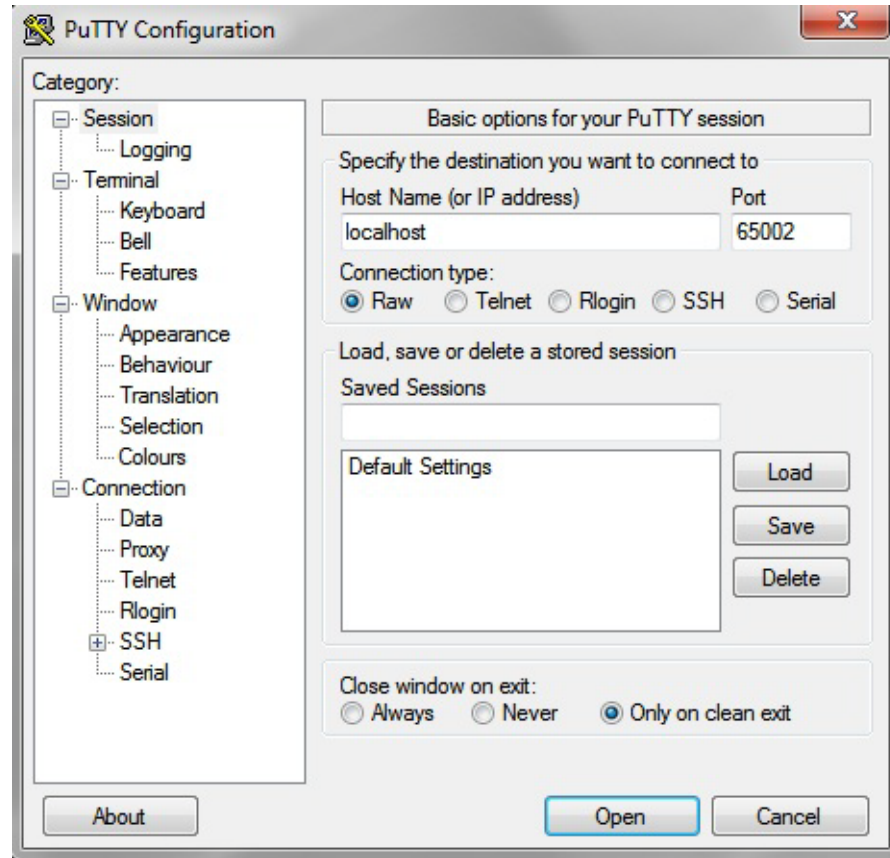 PuTTY Configuration
Category:
Session
Logging
Terminal
Keyboard
Bell
Features
Window
Appearance
Behaviour
Translation
Selection
Colours
Connection
Data
Proxy
Telnet
Rlogin
SSH
Serial
Basic options for your PuTTY session
Specify the destination you want to connect to
Host Name (or IP address) Port
localhost 65002
Connection type:
Raw Telnet Rlogin SSH Serial
Load, save or delete a stored session
Saved Sessions
Default Settings
Load
Save
Delete
Close window on exit:
Always Never Only on clean exit
About Open Cancel